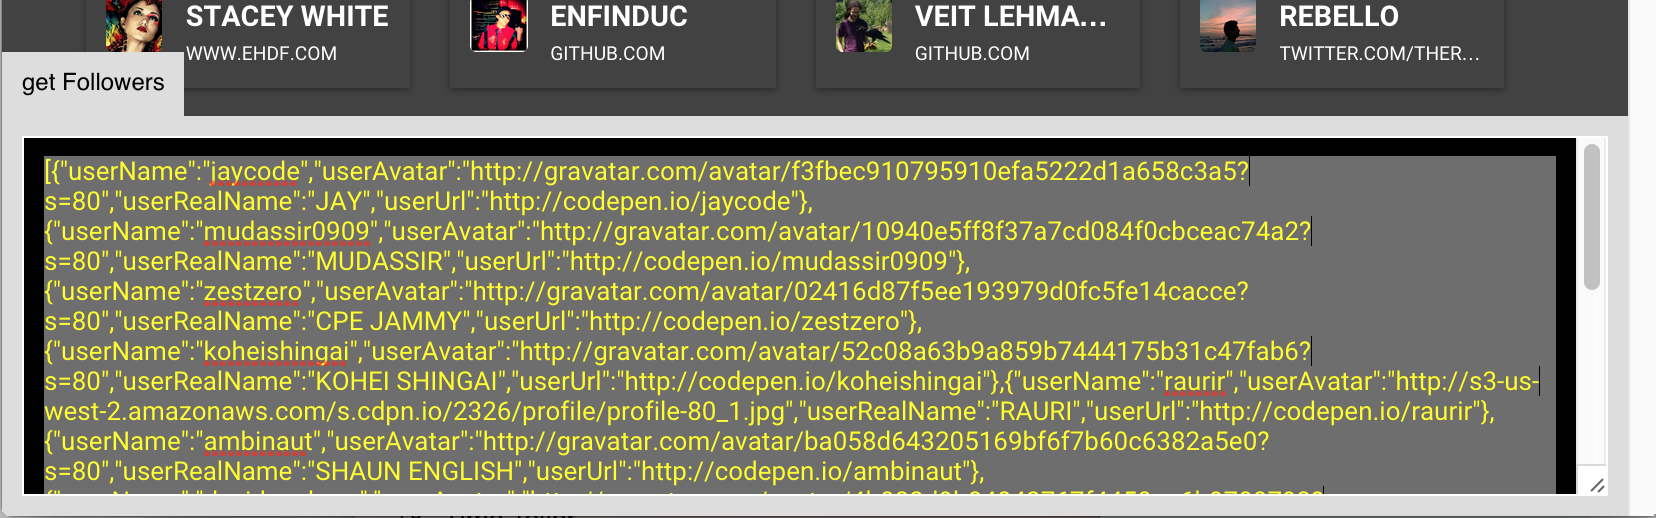 STACEY WHITE
WWW.EHDF.COM
ENFINDUC
GITHUB.COM
VEIT LEHMA...
GITHUB.COM
REBELLO
TWITTER.COM/THER...
get Followers
[{"userName":"jaycode","userAvatar":"http://gravatar.com/avatar/f3fbec910795910efa5222d1a658c3a5?
s=80","userRealName":"JAY","userUrl":"http://codepen.io/jaycode"},
{"userName":"mudassir0909","userAvatar":"http://gravatar.com/avatar/10940e5ff8f37a7cd084f0cbceac74a2?
s=80","userRealName":"MUDASSIR","userUrl":"http://codepen.io/mudassir0909"},
{"userName":"zestzero","userAvatar":"http://gravatar.com/avatar/02416d87f5ee193979d0fc5fe14cacce?
s=80","userRealName":"CPE JAMMY","userUrl":"http://codepen.io/zestzero"},
{"userName":"koheishingai","userAvatar":"http://gravatar.com/avatar/52c08a63b9a859b7444175b31c47fab6?
s=80","userRealName":"KOHEI SHINGAI","userUrl":"http://codepen.io/koheishingai"},{"userName":"raurir","userAvatar":"http://s3-us-
west-2.amazonaws.com/s.cdpn.io/2326/profile/profile-80_1.jpg","userRealName":"RAURI","userUrl":"http://codepen.io/raurir"},
{"userName":"ambinaut","userAvatar":"http://gravatar.com/avatar/ba058d643205169bf6f7b60c6382a5e0?
s=80","userRealName":"SHAUN ENGLISH","userUrl":"http://codepen.io/ambinaut"},